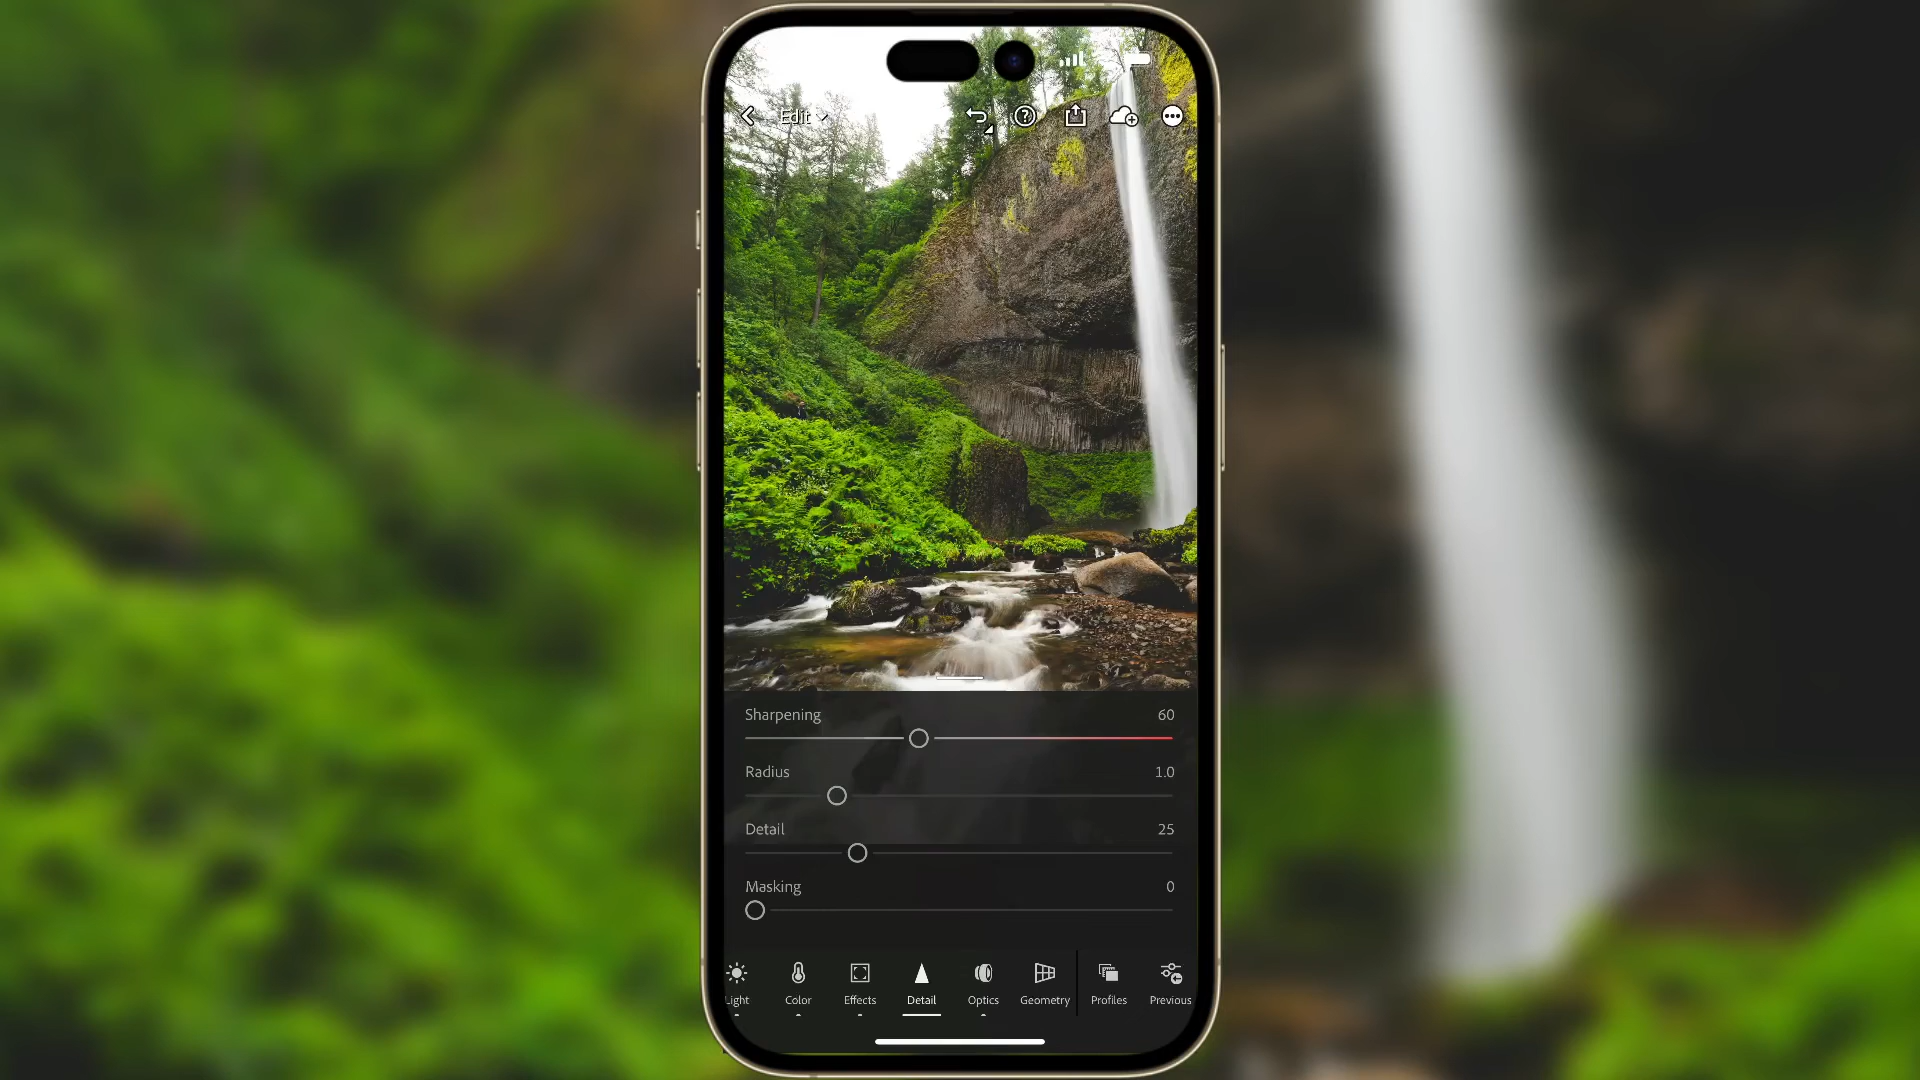 Edit
Sharpening 60
Radius 1.0
Detail 25
Masking 0
Light Color Effects Detail Optics Geometry Profiles Previous